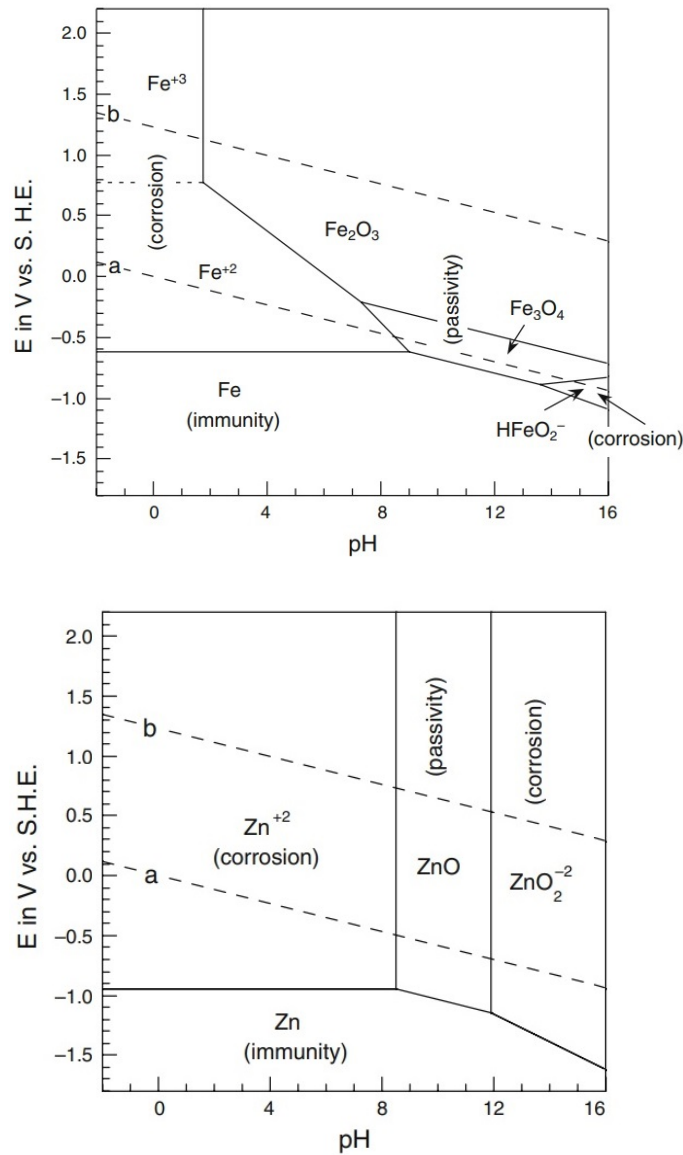 2.0
Fe+3
1.5
b
1.0
(corrosion)
0.5
Fe2O3
(passivity)
a
Fe+2
0.0
Fe3O4
−0.5
Fe
(immunity)
−1.0
HFeO2−
(corrosion)
−1.5
E in V vs. S. H.E.
0 4 8 12 16
pH
2.0
(passivity)
1.5
b
(corrosion)
1.0
0.5
Zn+2
(corrosion)
ZnO
ZnO2−2
a
0.0
−0.5
−1.0
Zn
(immunity)
−1.5
E in V vs. S.H.E.
0 4 8 12 16
pH